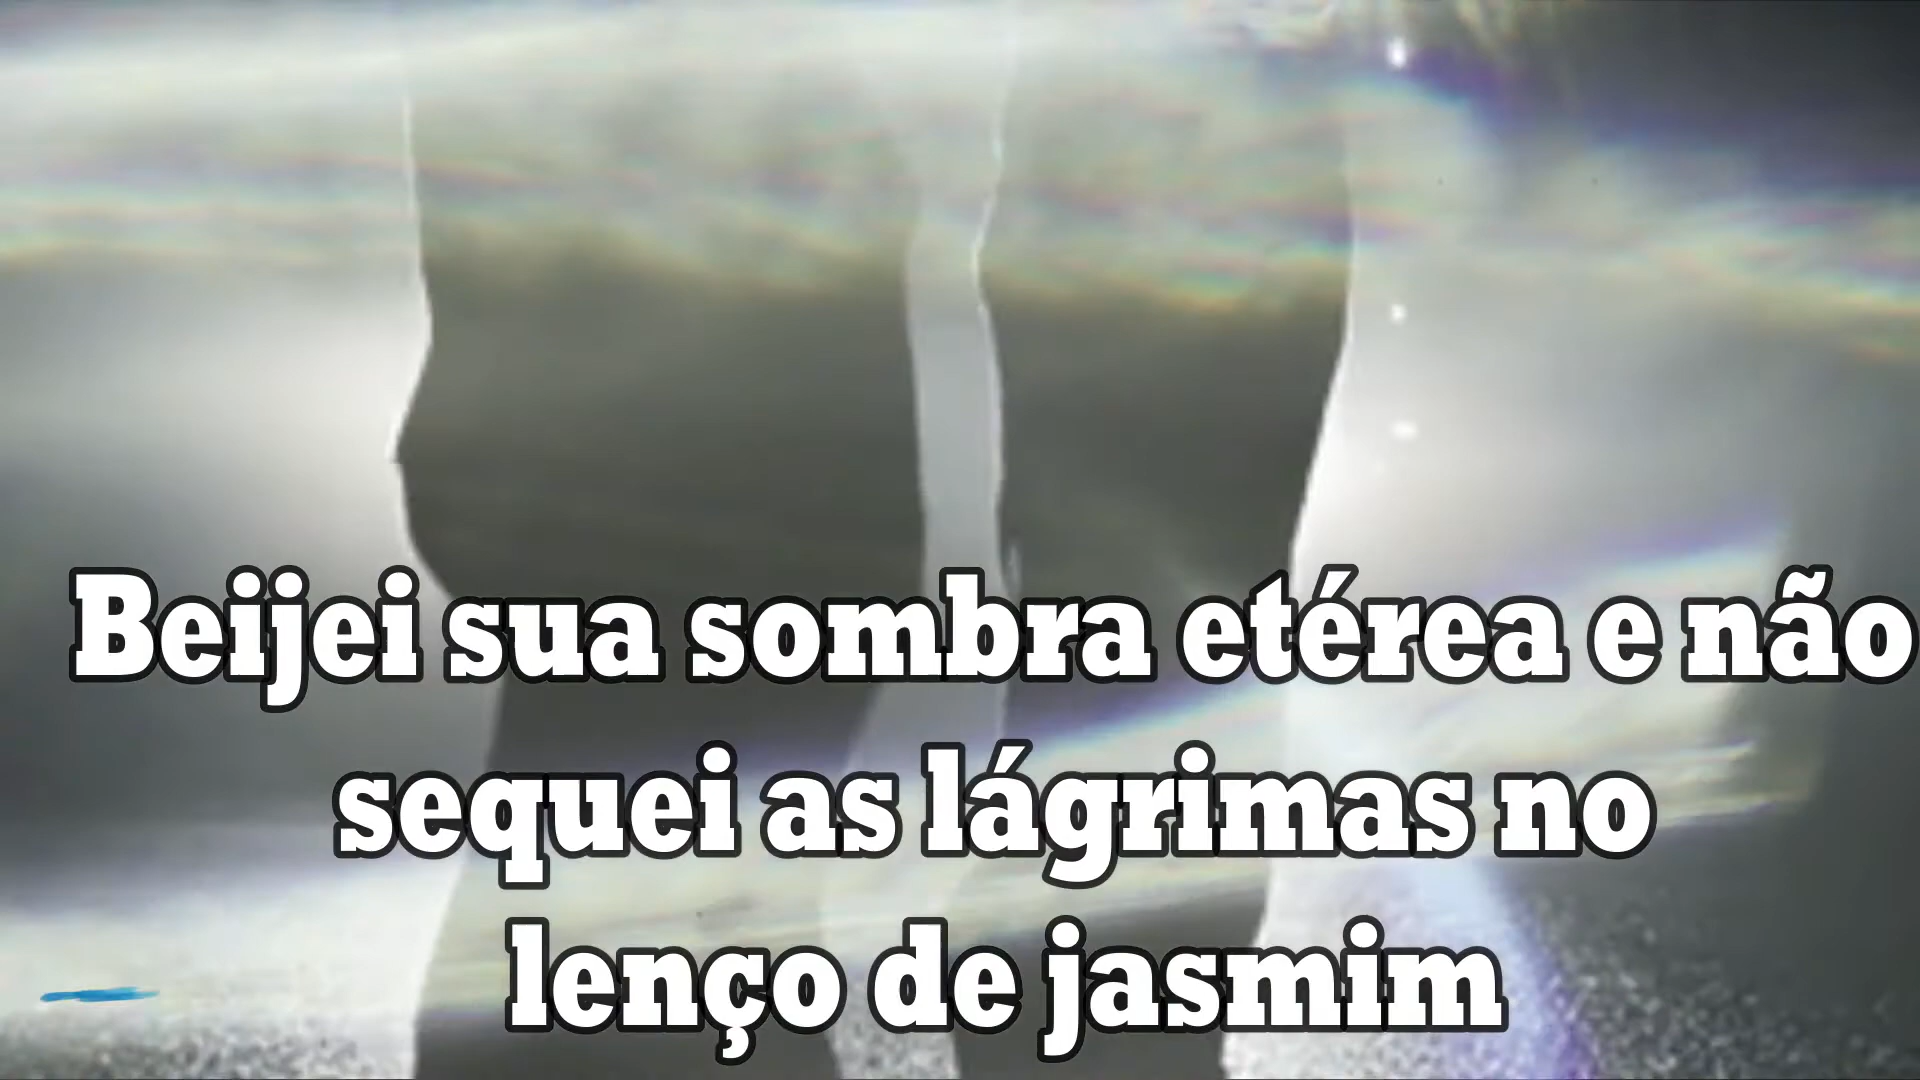 Beijei sua sombra etérea e não
sequei as lágrimas no
lenço de jasmim